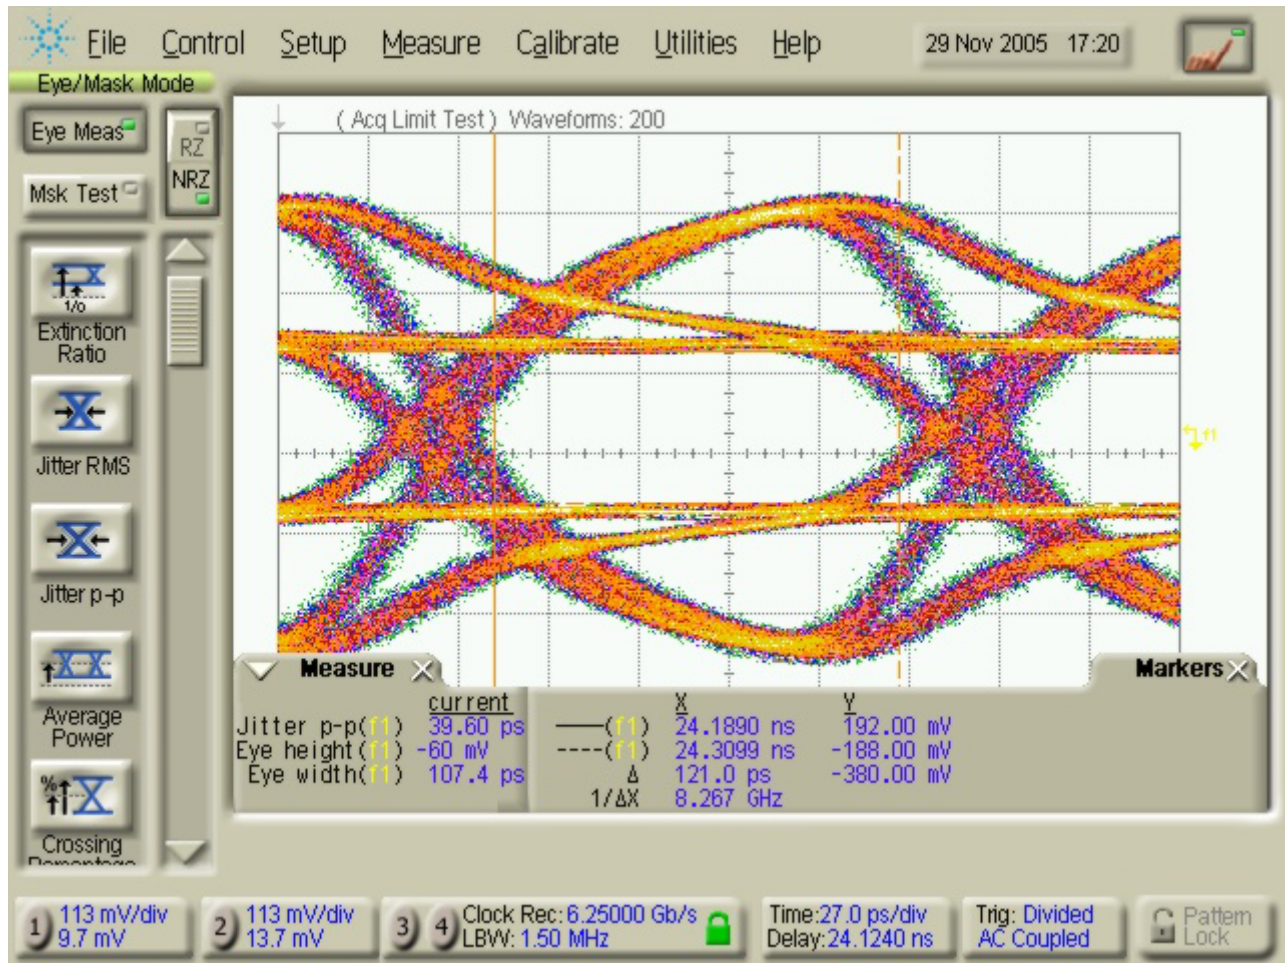 File Control Setup Measure Calibrate Utilities Help 29 Nov 2005 17:20
Eye/Mask Mode
Eye Meas
RZ
NRZ
Msk Test
( Acq Limit Test ) Waveforms: 200
1/0
Extinction
Ratio
Jitter RMS
Jitter p-p
Average
Power
%
Crossing
Percentage
f1
Measure
current
Jitter p-p(f1) 39.60 ps
Eye height(f1) -60 mV
Eye width(f1) 107.4 ps
Markers
X Y
——(f1) 24.1890 ns 192.00 mV
----(f1) 24.3099 ns -188.00 mV
Δ 121.0 ps -380.00 mV
1/ΔX 8.267 GHz
1 113 mV/div
9.7 mV
2 113 mV/div
13.7 mV
3 4 Clock Rec: 6.25000 Gb/s
LBW: 1.50 MHz
Time:27.0 ps/div
Delay:24.1240 ns
Trig: Divided
AC Coupled
Pattern
Lock